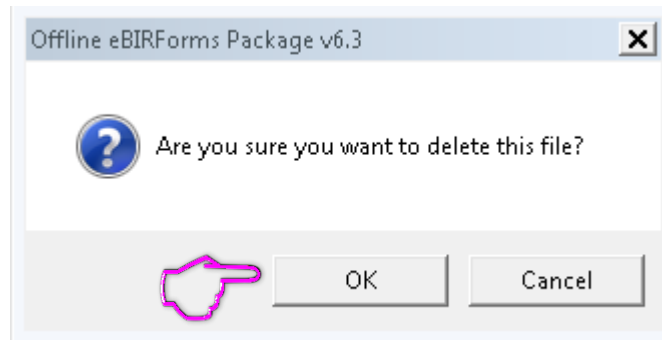 Offline eBIRForms Package v6.3
Are you sure you want to delete this file?
OK
Cancel